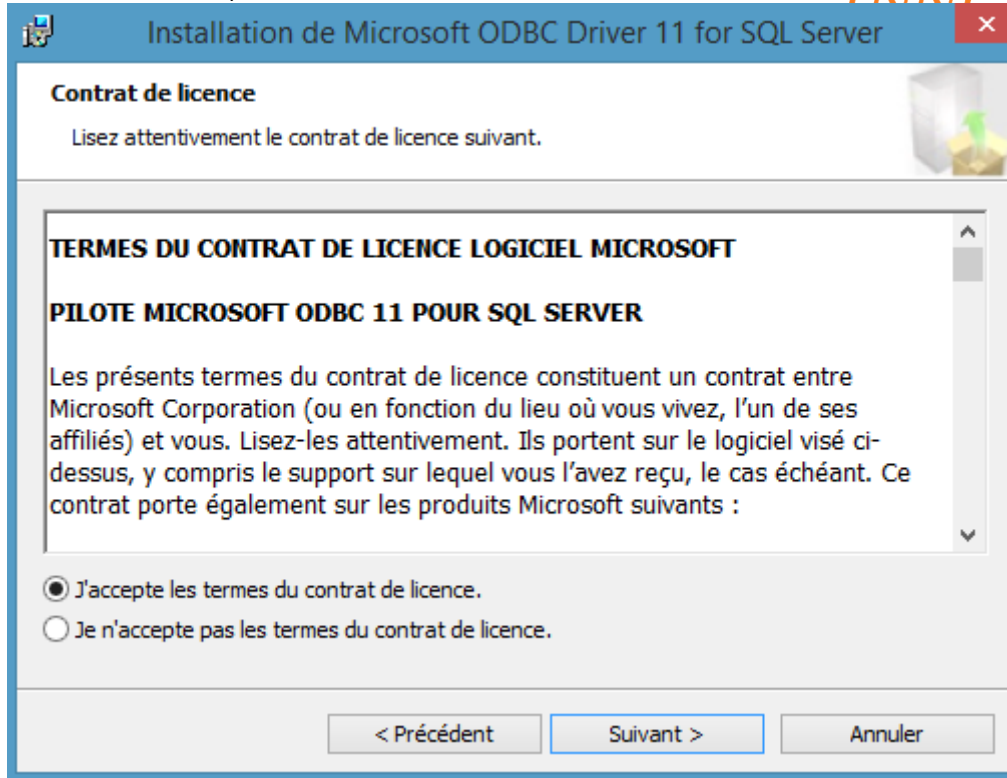 Installation de Microsoft ODBC Driver 11 for SQL Server
Contrat de licence
Lisez attentivement le contrat de licence suivant.
TERMES DU CONTRAT DE LICENCE LOGICIEL MICROSOFT
PILOTE MICROSOFT ODBC 11 POUR SQL SERVER
Les présents termes du contrat de licence constituent un contrat entre
Microsoft Corporation (ou en fonction du lieu où vous vivez, l’un de ses
affiliés) et vous. Lisez-les attentivement. Ils portent sur le logiciel visé ci-
dessus, y compris le support sur lequel vous l’avez reçu, le cas échéant. Ce
contrat porte également sur les produits Microsoft suivants :
J'accepte les termes du contrat de licence.
Je n'accepte pas les termes du contrat de licence.
< Précédent
Suivant >
Annuler